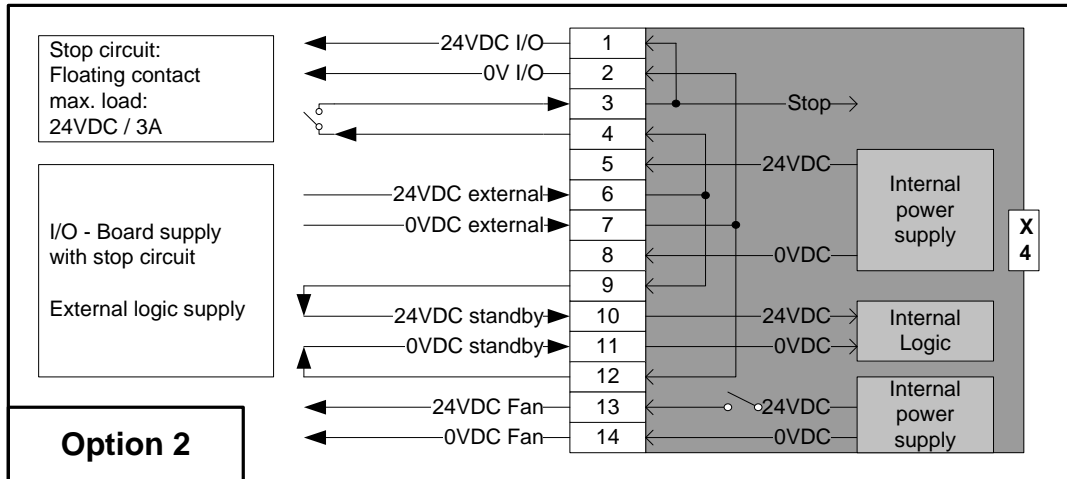 Stop circuit:
Floating contact
max. load:
24VDC / 3A
I/O - Board supply
with stop circuit
External logic supply
Option 2
24VDC I/O
0V I/O
24VDC external
0VDC external
24VDC standby
0VDC standby
24VDC Fan
0VDC Fan
1
2
3
4
5
6
7
8
9
10
11
12
13
14
Stop
24VDC
0VDC
24VDC
0VDC
24VDC
0VDC
Internal
power
supply
Internal
Logic
Internal
power
supply
X
4